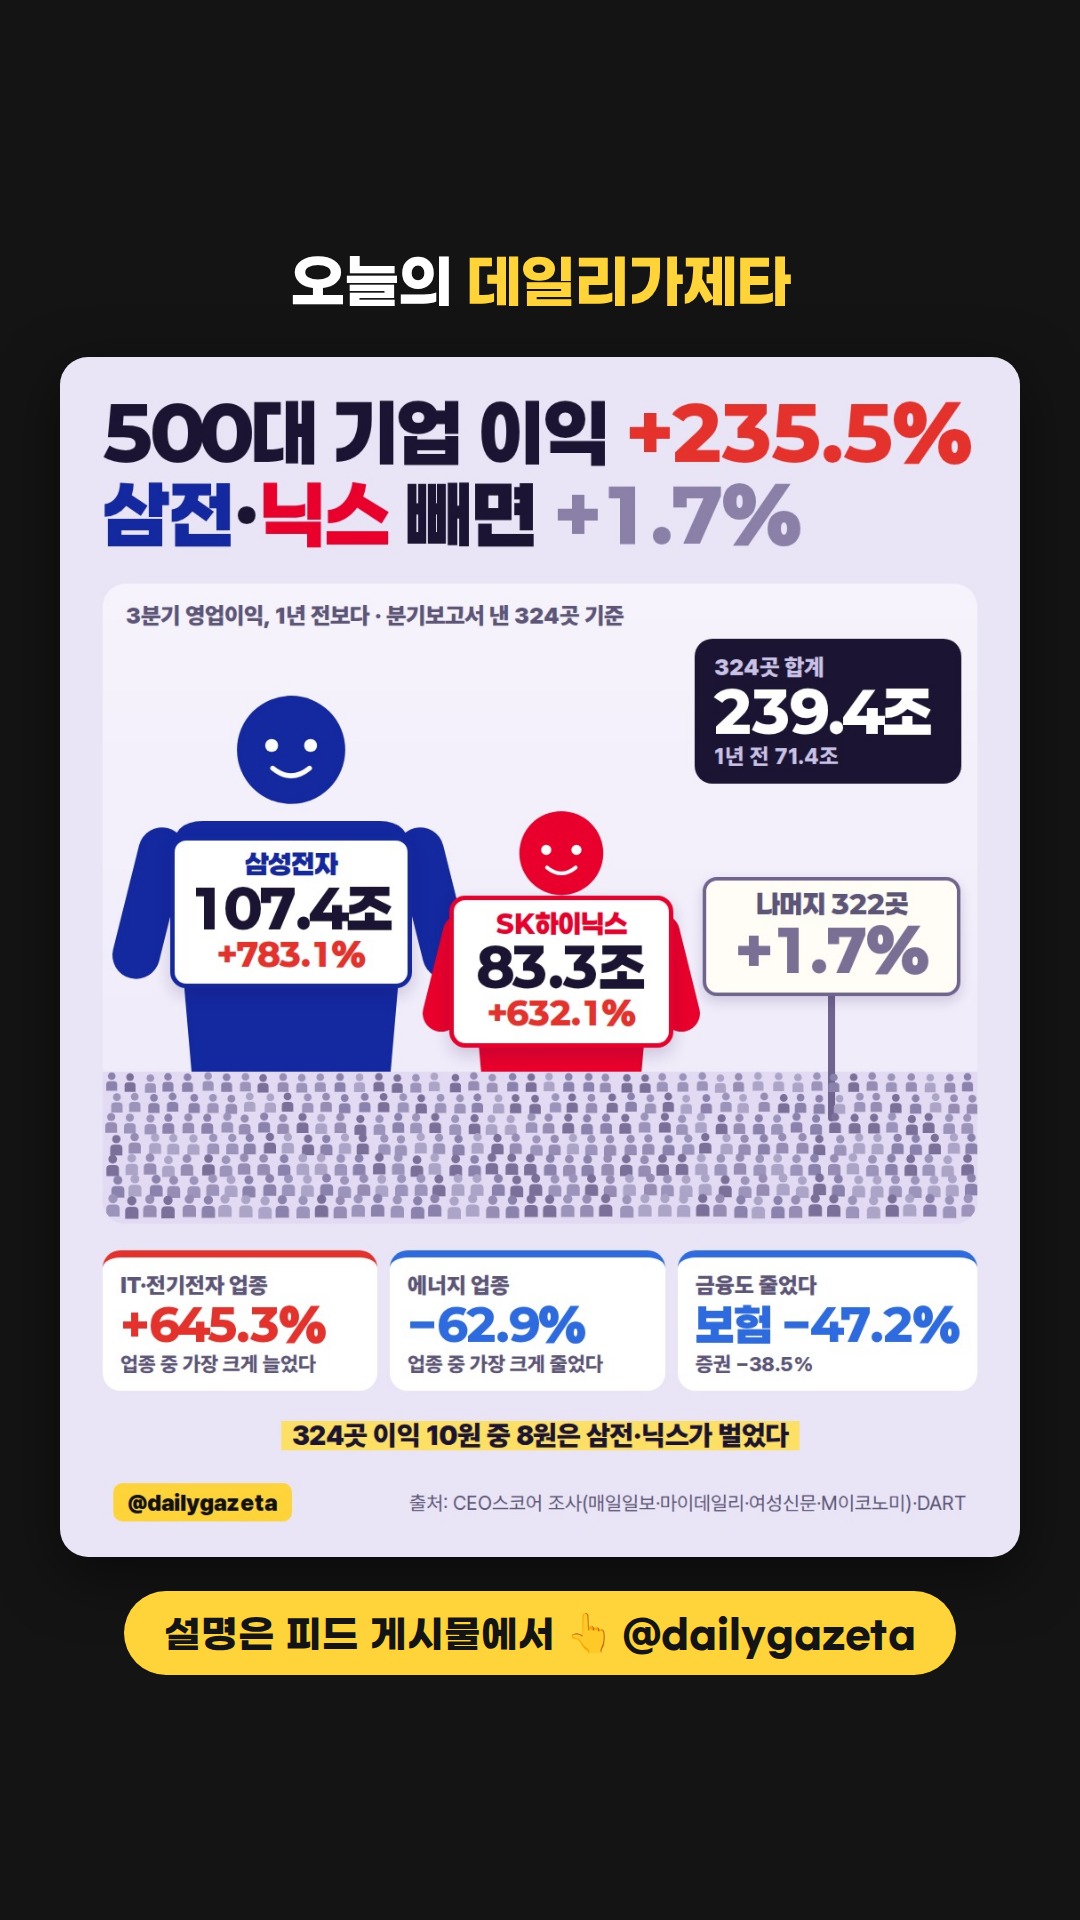 오늘의 데일리가제타
500대 기업 이익 +235.5%
삼전·닉스 빼면 +1.7%
3분기 영업이익, 1년 전보다 · 분기보고서 낸 324곳 기준
324곳 합계
239.4조
1년 전 71.4조
삼성전자
107.4조
+783.1%
SK하이닉스
83.3조
+632.1%
나머지 322곳
+1.7%
IT·전기전자 업종
+645.3%
업종 중 가장 크게 늘었다
에너지 업종
−62.9%
업종 중 가장 크게 줄었다
금융도 줄었다
보험 −47.2%
증권 −38.5%
324곳 이익 10원 중 8원은 삼전·닉스가 벌었다
@dailygazeta
출처: CEO스코어 조사(매일일보·마이데일리·여성신문·M이코노미)·DART
설명은 피드 게시물에서 👆 @dailygazeta